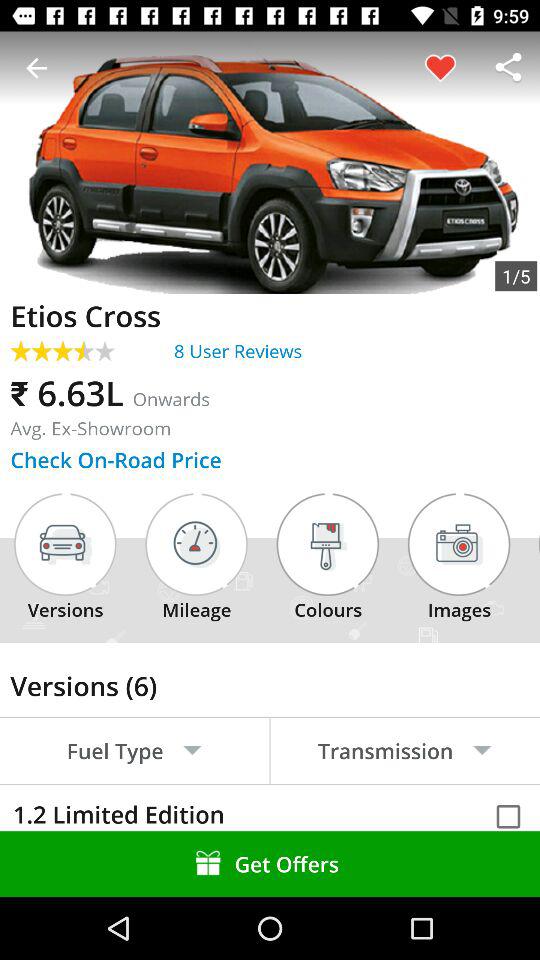 9:59
ETIOS CROSS
1/5
Etios Cross
8 User Reviews
₹ 6.63L Onwards
Avg. Ex-Showroom
Check On-Road Price
Versions Mileage Colours Images
Versions (6)
Fuel Type Transmission
1.2 Limited Edition
Get Offers